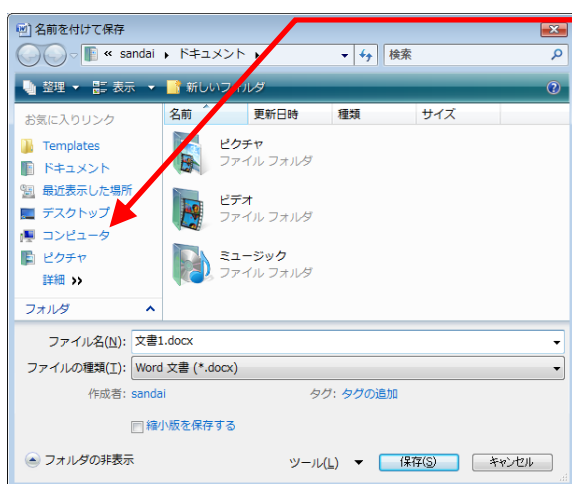 名前を付けて保存
« sandai ▸ ドキュメント ▸ 検索
整理 ▼ 表示 ▼ 新しいフォルダ
お気に入りリンク
Templates
ドキュメント
最近表示した場所
デスクトップ
コンピュータ
ピクチャ
詳細 »
フォルダ
名前 更新日時 種類 サイズ
ピクチャ
ファイル フォルダ
ビデオ
ファイル フォルダ
ミュージック
ファイル フォルダ
ファイル名(N): 文書1.docx
ファイルの種類(T): Word 文書 (*.docx)
作成者: sandai タグ: タグの追加
縮小版を保存する
フォルダの非表示 ツール(L) ▼ 保存(S) キャンセル